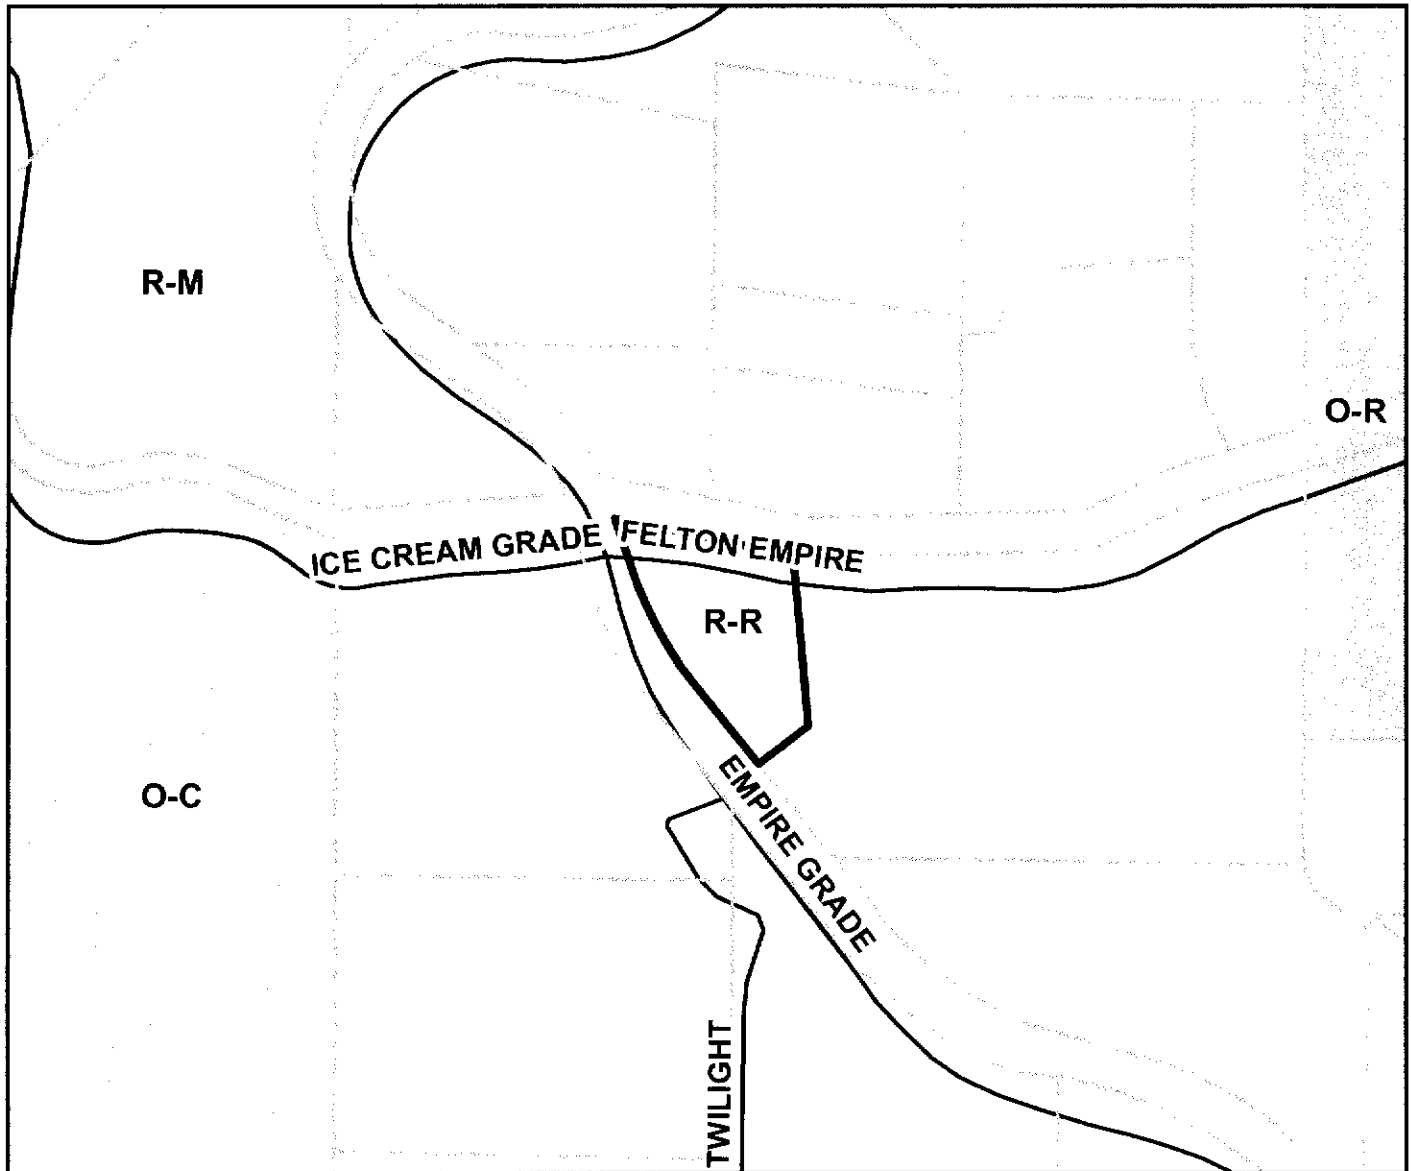 R-M
O-R
ICE CREAM GRADE
FELTON EMPIRE
R-R
O-C
EMPIRE GRADE
TWILIGHT